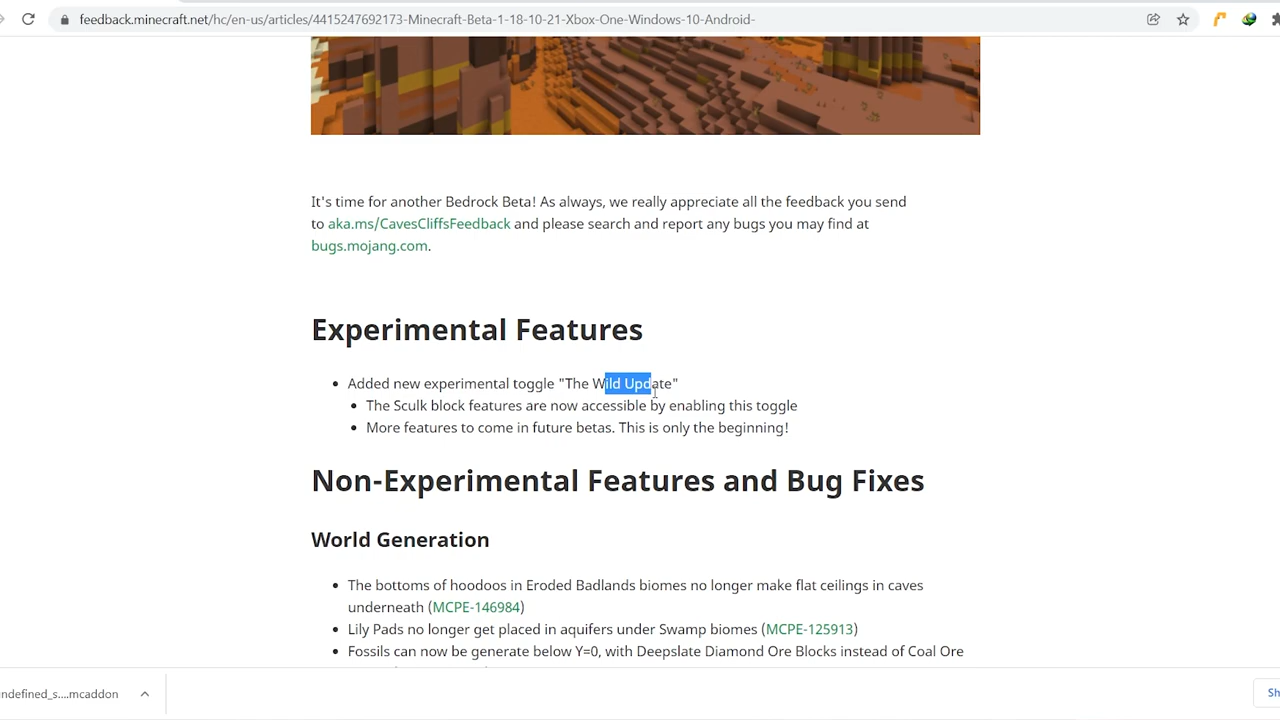 feedback.minecraft.net/hc/en-us/articles/4415247692173-Minecraft-Beta-1-18-10-21-Xbox-One-Windows-10-Android-
It's time for another Bedrock Beta! As always, we really appreciate all the feedback you send
to aka.ms/CavesCliffsFeedback and please search and report any bugs you may find at
bugs.mojang.com.
Experimental Features
• Added new experimental toggle "The Wild Update"
• The Sculk block features are now accessible by enabling this toggle
• More features to come in future betas. This is only the beginning!
Non-Experimental Features and Bug Fixes
World Generation
• The bottoms of hoodoos in Eroded Badlands biomes no longer make flat ceilings in caves
underneath (MCPE-146984)
• Lily Pads no longer get placed in aquifers under Swamp biomes (MCPE-125913)
• Fossils can now be generate below Y=0, with Deepslate Diamond Ore Blocks instead of Coal Ore
ndefined_s....mcaddon
Sh